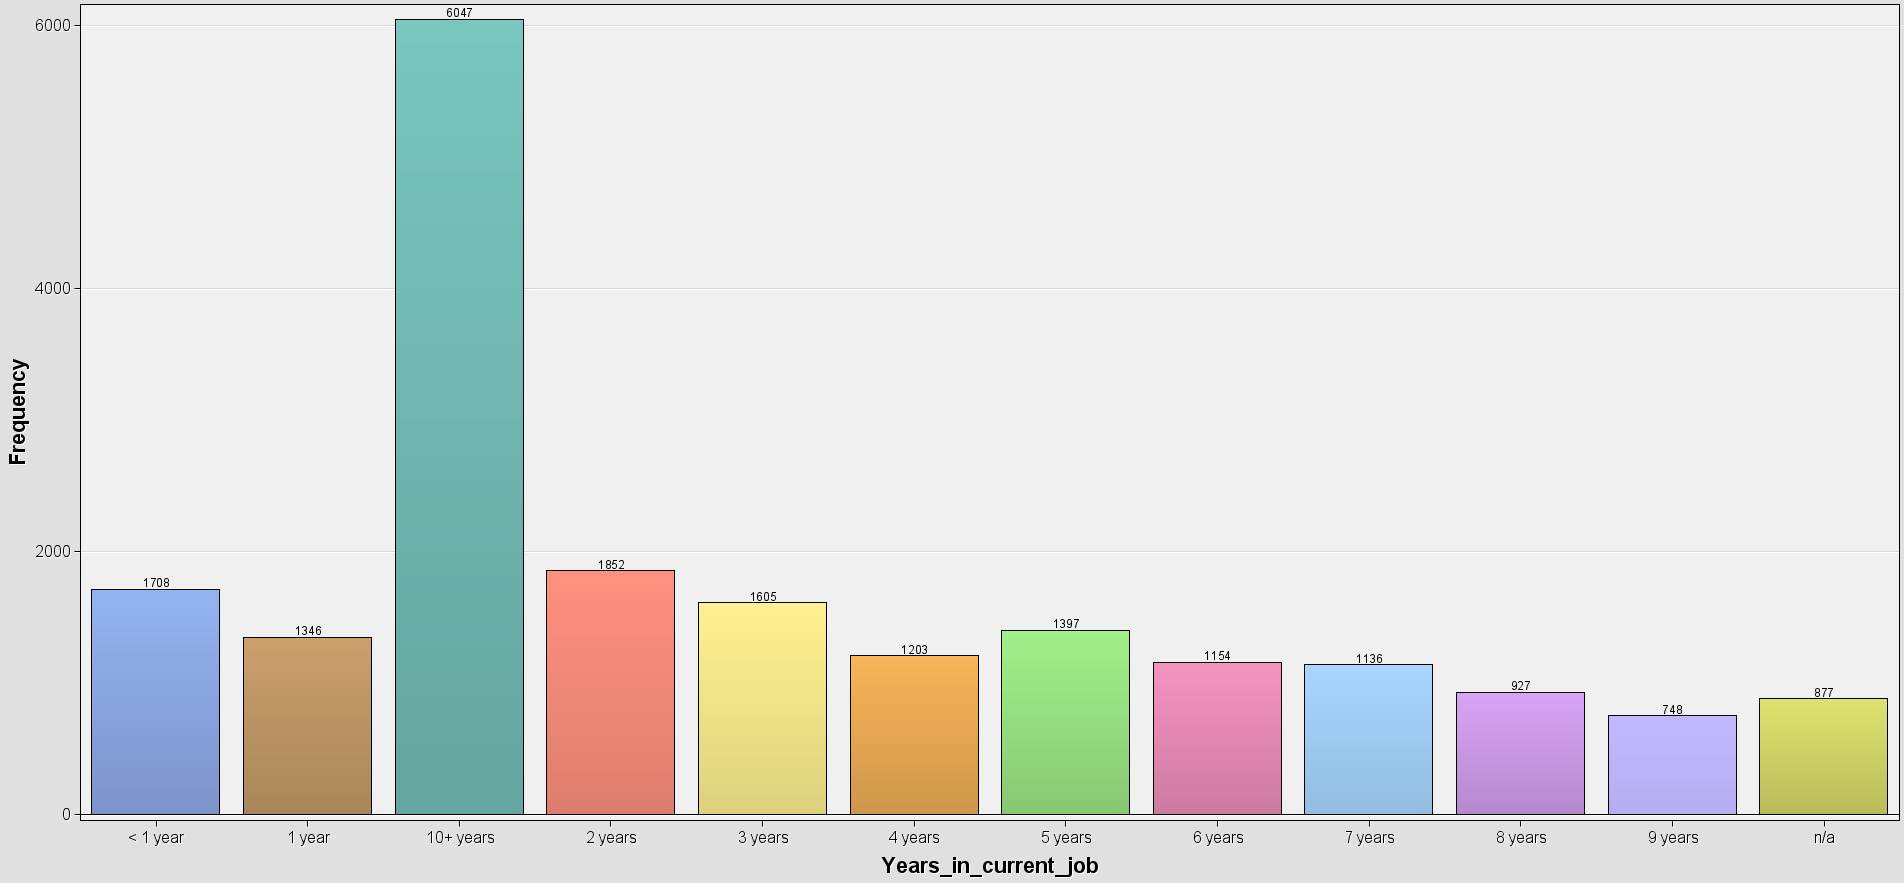 Frequency
6000
4000
2000
0
1708
1346
6047
1852
1605
1203
1397
1154
1136
927
748
877
< 1 year
1 year
10+ years
2 years
3 years
4 years
5 years
6 years
7 years
8 years
9 years
n/a
Years_in_current_job